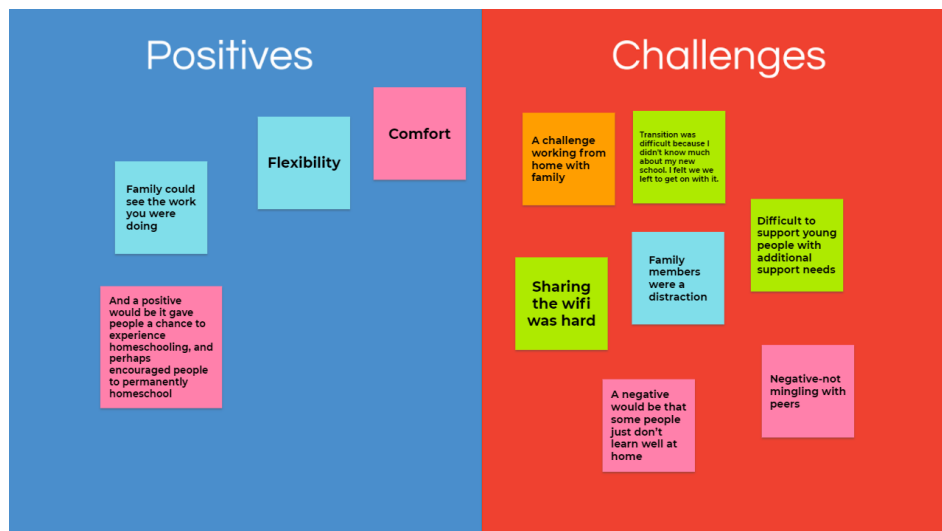 Positives
Comfort
Flexibility
Family could
see the work
you were
doing
And a positive
would be it gave
people a chance to
experience
homeschooling, and
perhaps
encouraged people
to permanently
homeschool
Challenges
A challenge
working from
home with
family
Transition was
difficult because I
didn't know much
about my new
school. I felt we we
left to get on with it.
Difficult to
support young
people with
additional
support needs
Family
members
were a
distraction
Sharing
the wifi
was hard
Negative-not
mingling with
peers
A negative
would be that
some people
just don't
learn well at
home